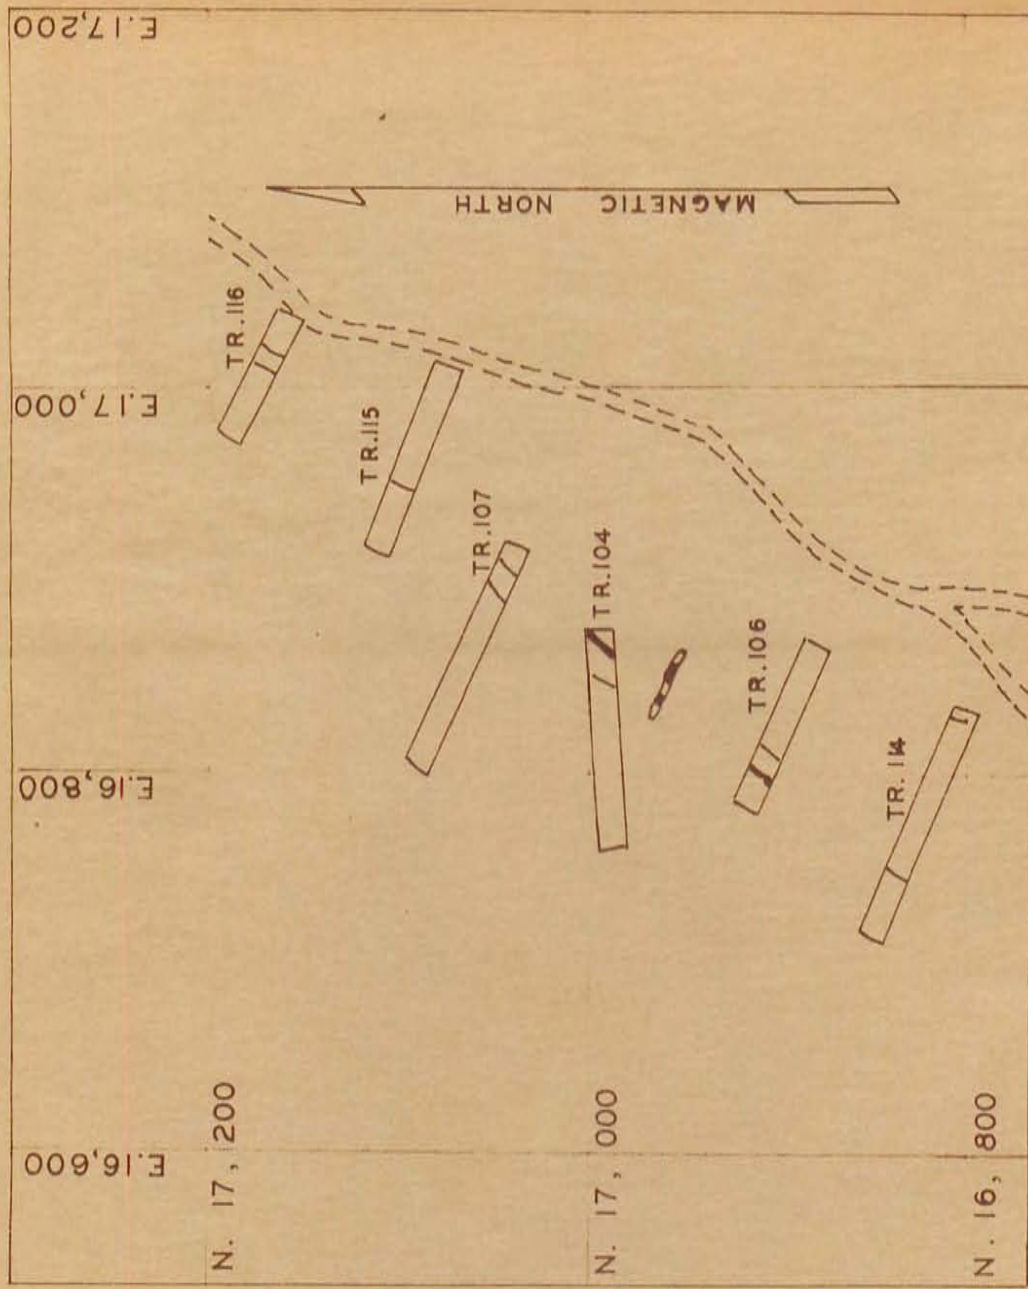 E.17,200
E.17,000
E.16,800
E.16,600
N. 17, 200
N. 17, 000
N. 16, 800
MAGNETIC NORTH
TR.116
TR.115
TR.107
TR.104
TR.106
TR. 114